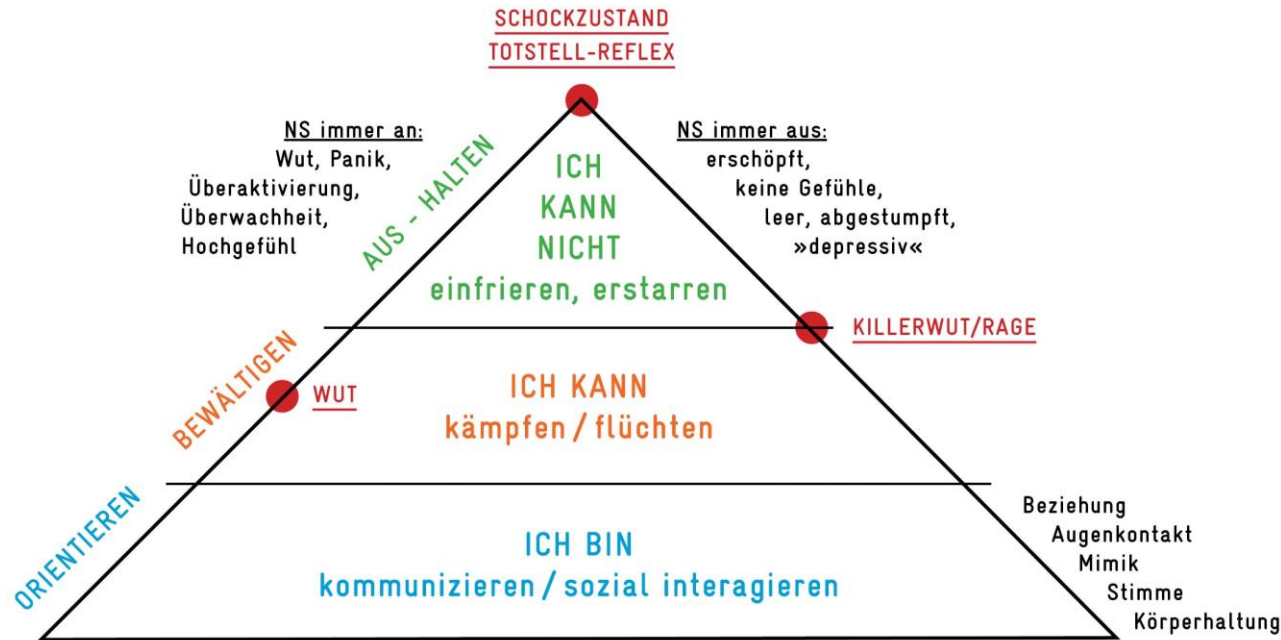 SCHOCKZUSTAND
TOTSTELL-REFLEX
NS immer an:
Wut, Panik,
Überaktivierung,
Überwachheit,
Hochgefühl
NS immer aus:
erschöpft,
keine Gefühle,
leer, abgestumpft,
»depressiv«
AUS - HALTEN
ICH
KANN
NICHT
einfrieren, erstarren
KILLERWUT/RAGE
BEWÄLTIGEN
WUT
ICH KANN
kämpfen / flüchten
ORIENTIEREN
ICH BIN
kommunizieren / sozial interagieren
Beziehung
Augenkontakt
Mimik
Stimme
Körperhaltung